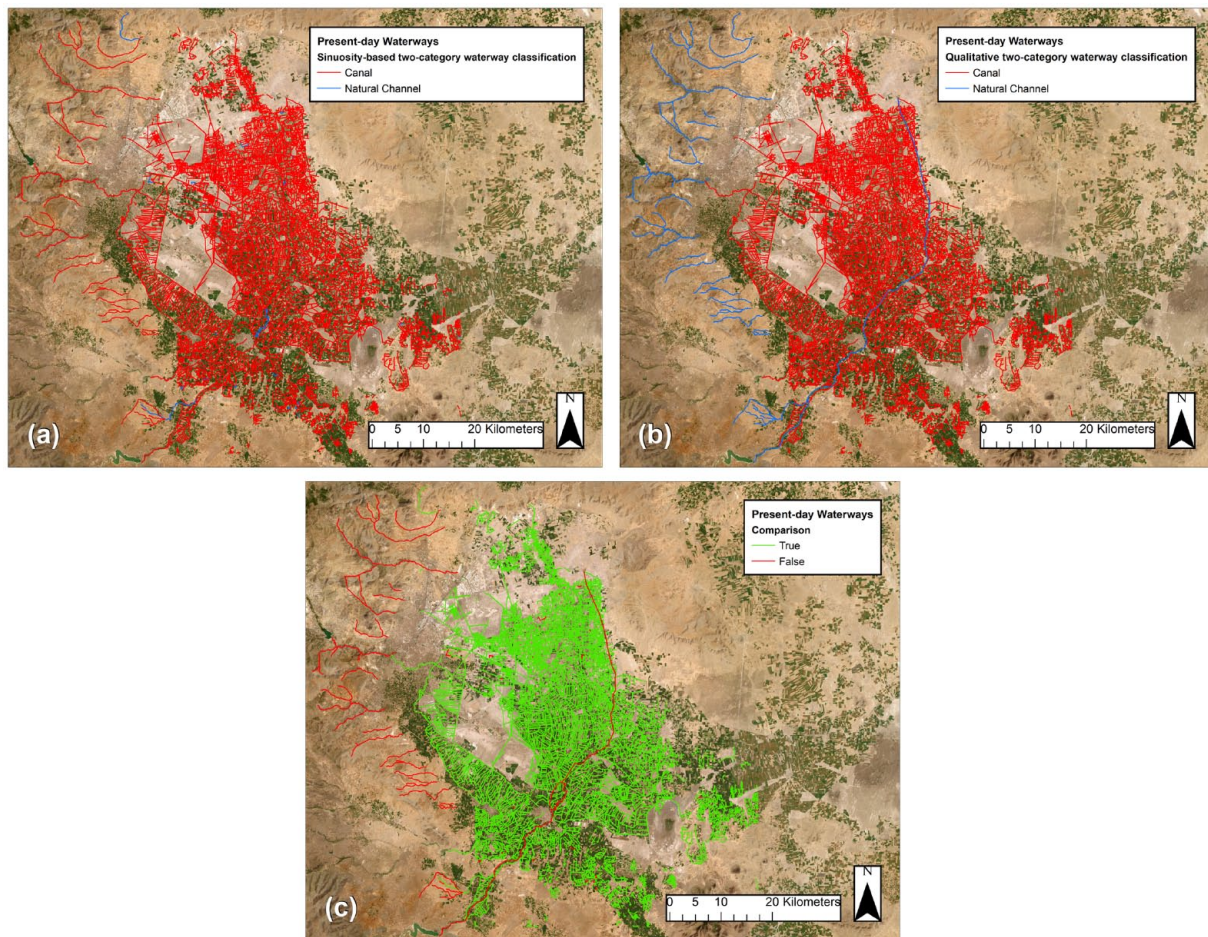 Present-day Waterways
Sinuosity-based two-category waterway classification
Canal
Natural Channel
N
0 5 10 20 Kilometers
(a)
Present-day Waterways
Qualitative two-category waterway classification
Canal
Natural Channel
N
0 5 10 20 Kilometers
(b)
Present-day Waterways
Comparison
True
False
N
0 5 10 20 Kilometers
(c)